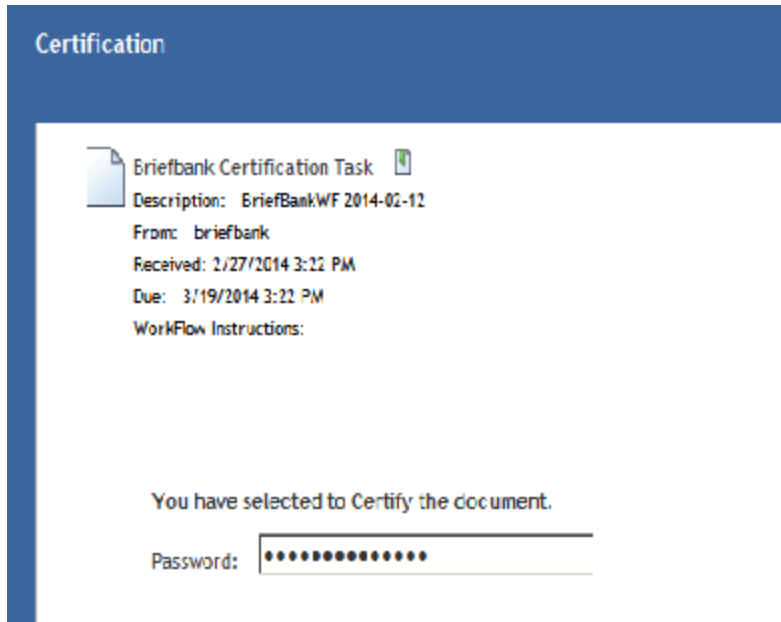 Certification
Briefbank Certification Task
Description: BriefBankWF 2014-02-12
From: briefbank
Received: 2/27/2014 3:22 PM
Due: 3/19/2014 3:22 PM
WorkFlow Instructions:
You have selected to Certify the document.
Password: ••••••••••••••